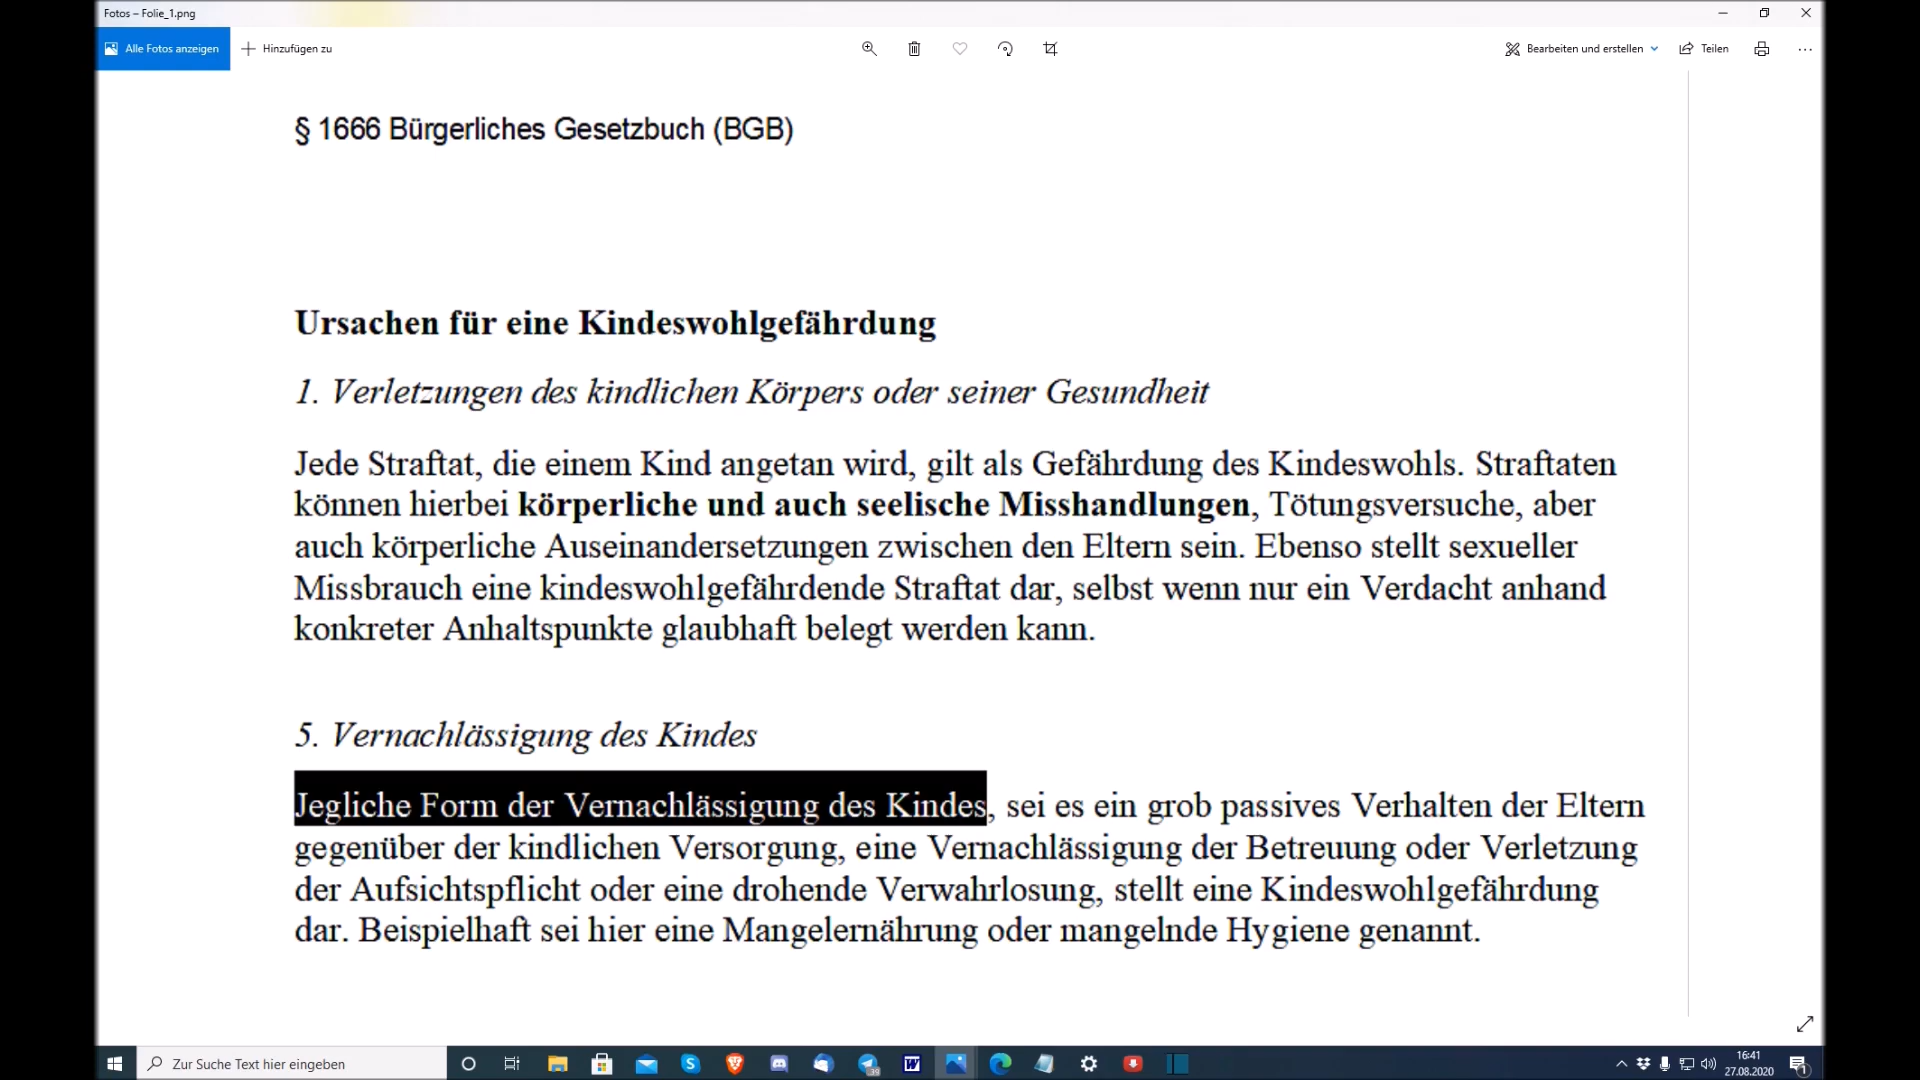 Fotos – Folie_1.png
Alle Fotos anzeigen
Hinzufügen zu
Bearbeiten und erstellen
Teilen
§ 1666 Bürgerliches Gesetzbuch (BGB)
Ursachen für eine Kindeswohlgefährdung
1. Verletzungen des kindlichen Körpers oder seiner Gesundheit
Jede Straftat, die einem Kind angetan wird, gilt als Gefährdung des Kindeswohls. Straftaten
können hierbei körperliche und auch seelische Misshandlungen, Tötungsversuche, aber
auch körperliche Auseinandersetzungen zwischen den Eltern sein. Ebenso stellt sexueller
Missbrauch eine kindeswohlgefährdende Straftat dar, selbst wenn nur ein Verdacht anhand
konkreter Anhaltspunkte glaubhaft belegt werden kann.
5. Vernachlässigung des Kindes
Jegliche Form der Vernachlässigung des Kindes, sei es ein grob passives Verhalten der Eltern
gegenüber der kindlichen Versorgung, eine Vernachlässigung der Betreuung oder Verletzung
der Aufsichtspflicht oder eine drohende Verwahrlosung, stellt eine Kindeswohlgefährdung
dar. Beispielhaft sei hier eine Mangelernährung oder mangelnde Hygiene genannt.
Zur Suche Text hier eingeben
39
16:41
27.08.2020
1